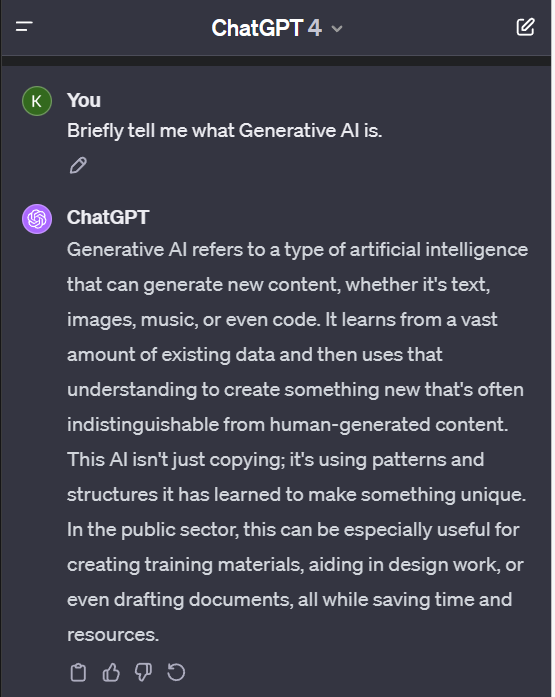 ChatGPT 4
K
You
Briefly tell me what Generative AI is.
ChatGPT
Generative AI refers to a type of artificial intelligence
that can generate new content, whether it's text,
images, music, or even code. It learns from a vast
amount of existing data and then uses that
understanding to create something new that's often
indistinguishable from human-generated content.
This AI isn't just copying; it's using patterns and
structures it has learned to make something unique.
In the public sector, this can be especially useful for
creating training materials, aiding in design work, or
even drafting documents, all while saving time and
resources.